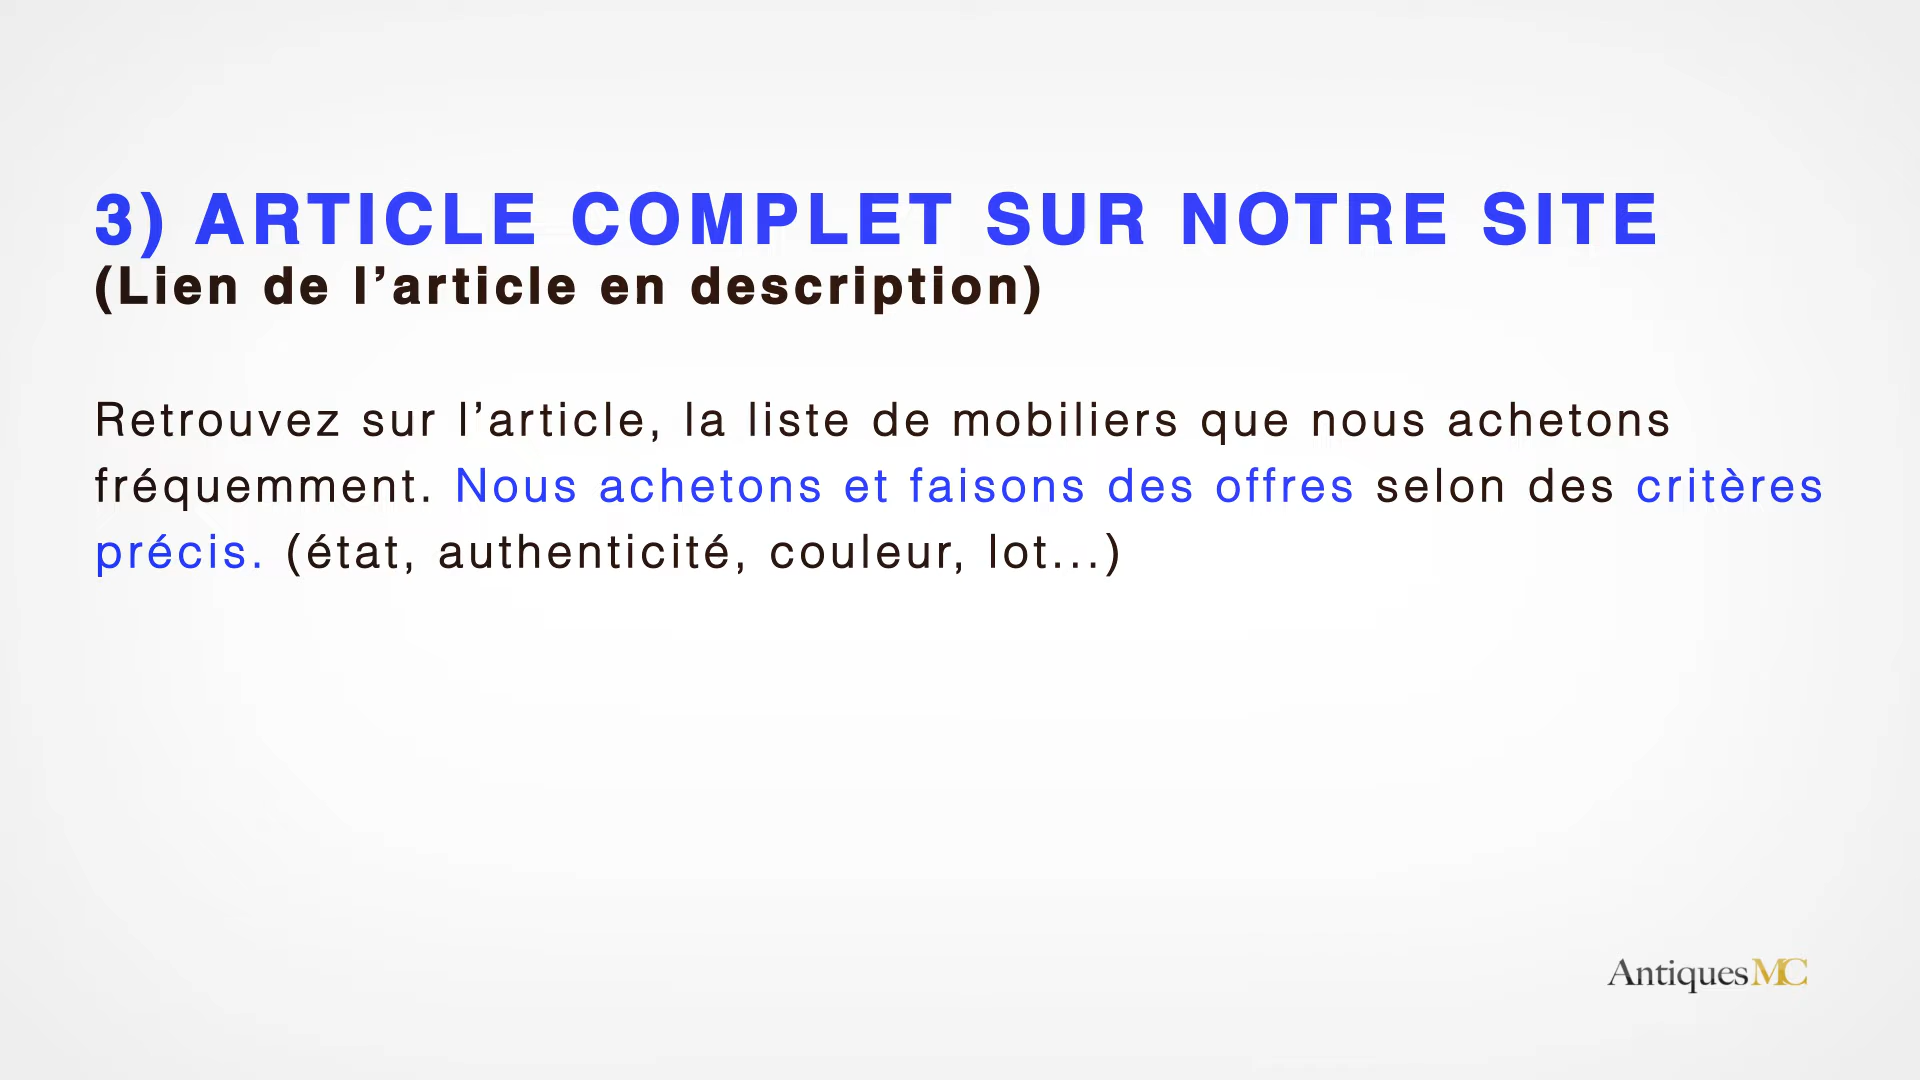 3) ARTICLE COMPLET SUR NOTRE SITE
(Lien de l’article en description)
Retrouvez sur l’article, la liste de mobiliers que nous achetons
fréquemment. Nous achetons et faisons des offres selon des critères
précis. (état, authenticité, couleur, lot...)
AntiquesMC